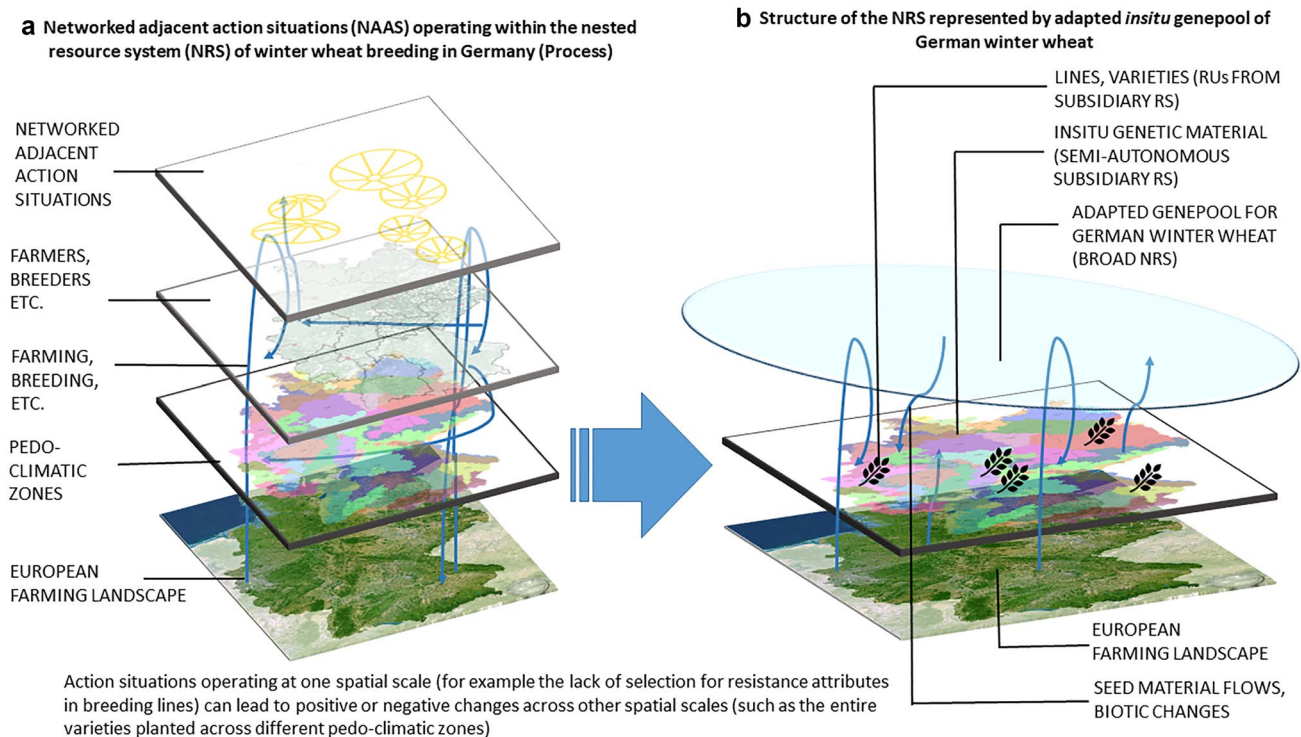 a Networked adjacent action situations (NAAS) operating within the nested
resource system (NRS) of winter wheat breeding in Germany (Process)
NETWORKED
ADJACENT
ACTION
SITUATIONS
FARMERS,
BREEDERS
ETC.
FARMING,
BREEDING,
ETC.
PEDO-
CLIMATIC
ZONES
EUROPEAN
FARMING LANDSCAPE
b Structure of the NRS represented by adapted insitu genepool of
German winter wheat
LINES, VARIETIES (RUs FROM
SUBSIDIARY RS)
INSITU GENETIC MATERIAL
(SEMI-AUTONOMOUS
SUBSIDIARY RS)
ADAPTED GENEPOOL FOR
GERMAN WINTER WHEAT
(BROAD NRS)
EUROPEAN
FARMING LANDSCAPE
SEED MATERIAL FLOWS,
BIOTIC CHANGES
Action situations operating at one spatial scale (for example the lack of selection for resistance attributes
in breeding lines) can lead to positive or negative changes across other spatial scales (such as the entire
varieties planted across different pedo-climatic zones)